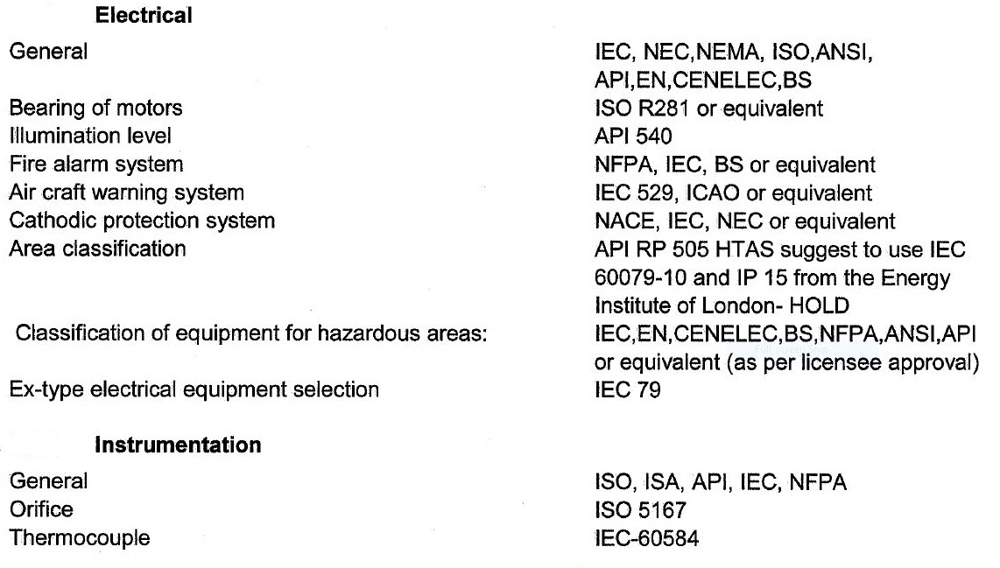 Electrical
General IEC, NEC,NEMA, ISO,ANSI,
API,EN,CENELEC,BS
Bearing of motors ISO R281 or equivalent
Illumination level API 540
Fire alarm system NFPA, IEC, BS or equivalent
Air craft warning system IEC 529, ICAO or equivalent
Cathodic protection system NACE, IEC, NEC or equivalent
Area classification API RP 505 HTAS suggest to use IEC
60079-10 and IP 15 from the Energy
Institute of London- HOLD
Classification of equipment for hazardous areas: IEC,EN,CENELEC,BS,NFPA,ANSI,API
or equivalent (as per licensee approval)
Ex-type electrical equipment selection IEC 79
Instrumentation
General ISO, ISA, API, IEC, NFPA
Orifice ISO 5167
Thermocouple IEC-60584